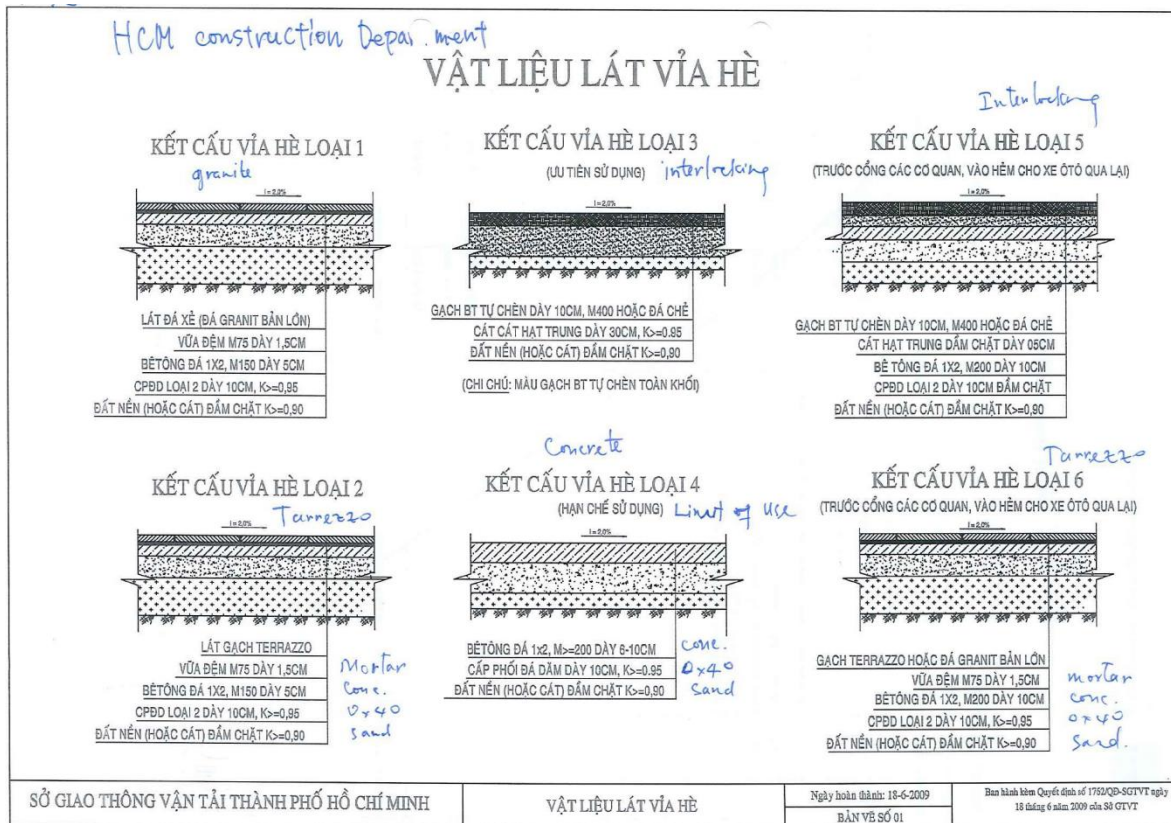 HCM construction Depar.ment
VẬT LIỆU LÁT VỈA HÈ
KẾT CẤU VỈA HÈ LOẠI 1
granite
I=2,0%
LÁT ĐÁ XẺ (ĐÁ GRANIT BẢN LỚN)
VỮA ĐỆM M75 DÀY 1,5CM
BÊTÔNG ĐÁ 1X2, M150 DÀY 5CM
CPĐD LOẠI 2 DÀY 10CM, K>=0,95
ĐẤT NỀN (HOẶC CÁT) ĐẦM CHẶT K>=0,90
KẾT CẤU VỈA HÈ LOẠI 3
(ƯU TIÊN SỬ DỤNG) interlocking
I=2,0%
GẠCH BT TỰ CHÈN DÀY 10CM, M400 HOẶC ĐÁ CHẺ
CÁT CÁT HẠT TRUNG DÀY 30CM, K>=0.95
ĐẤT NỀN (HOẶC CÁT) ĐẦM CHẶT K>=0,90
(CHI CHÚ: MÀU GẠCH BT TỰ CHÈN TOÀN KHỐI)
Interlocking
KẾT CẤU VỈA HÈ LOẠI 5
(TRƯỚC CỔNG CÁC CƠ QUAN, VÀO HẺM CHO XE ÔTÔ QUA LẠI)
I=2,0%
GẠCH BT TỰ CHÈN DÀY 10CM, M400 HOẶC ĐÁ CHẺ
CÁT HẠT TRUNG DẦM CHẶT DÀY 05CM
BÊ TÔNG ĐÁ 1X2, M200 DÀY 10CM
CPĐD LOẠI 2 DÀY 10CM ĐẦM CHẶT
ĐẤT NỀN (HOẶC CÁT) ĐẦM CHẶT K>=0,90
KẾT CẤU VỈA HÈ LOẠI 2
Tarrezzo
I=2,0%
LÁT GẠCH TERRAZZO
VỮA ĐỆM M75 DÀY 1,5CM Mortar
BÊTÔNG ĐÁ 1X2, M150 DÀY 5CM Conc.
CPĐD LOẠI 2 DÀY 10CM, K>=0,95 0x40
ĐẤT NỀN (HOẶC CÁT) ĐẦM CHẶT K>=0,90 sand
Concrete
KẾT CẤU VỈA HÈ LOẠI 4
(HẠN CHẾ SỬ DỤNG) Limit of use
I=2,0%
BÊTÔNG ĐÁ 1x2, M>=200 DÀY 6-10CM conc.
CẤP PHỐI ĐÁ DĂM DÀY 10CM, K>=0.95 0x40
ĐẤT NỀN (HOẶC CÁT) ĐẦM CHẶT K>=0,90 sand
Tarrezzo
KẾT CẤU VỈA HÈ LOẠI 6
(TRƯỚC CỔNG CÁC CƠ QUAN, VÀO HẺM CHO XE ÔTÔ QUA LẠI)
I=2,0%
GẠCH TERRAZZO HOẶC ĐÁ GRANIT BẢN LỚN
VỮA ĐỆM M75 DÀY 1,5CM mortar
BÊTÔNG ĐÁ 1X2, M200 DÀY 10CM conc.
CPĐD LOẠI 2 DÀY 10CM, K>=0,95 0x40
ĐẤT NỀN (HOẶC CÁT) ĐẦM CHẶT K>=0,90 sand.
SỞ GIAO THÔNG VẬN TẢI THÀNH PHỐ HỒ CHÍ MINH
VẬT LIỆU LÁT VỈA HÈ
Ngày hoàn thành: 18-6-2009
BẢN VẼ SỐ 01
Ban hành kèm Quyết định số 1752/QĐ-SGTVT ngày
18 tháng 6 năm 2009 của Sở GTVT